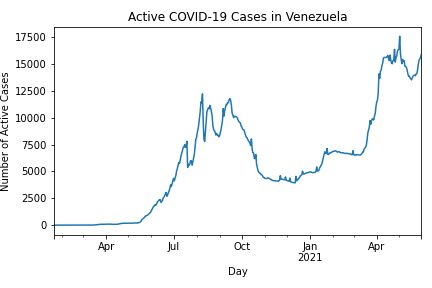 Active COVID-19 Cases in Venezuela
Number of Active Cases
17500
15000
12500
10000
7500
5000
2500
0
Apr
Jul
Oct
Jan
2021
Apr
Day